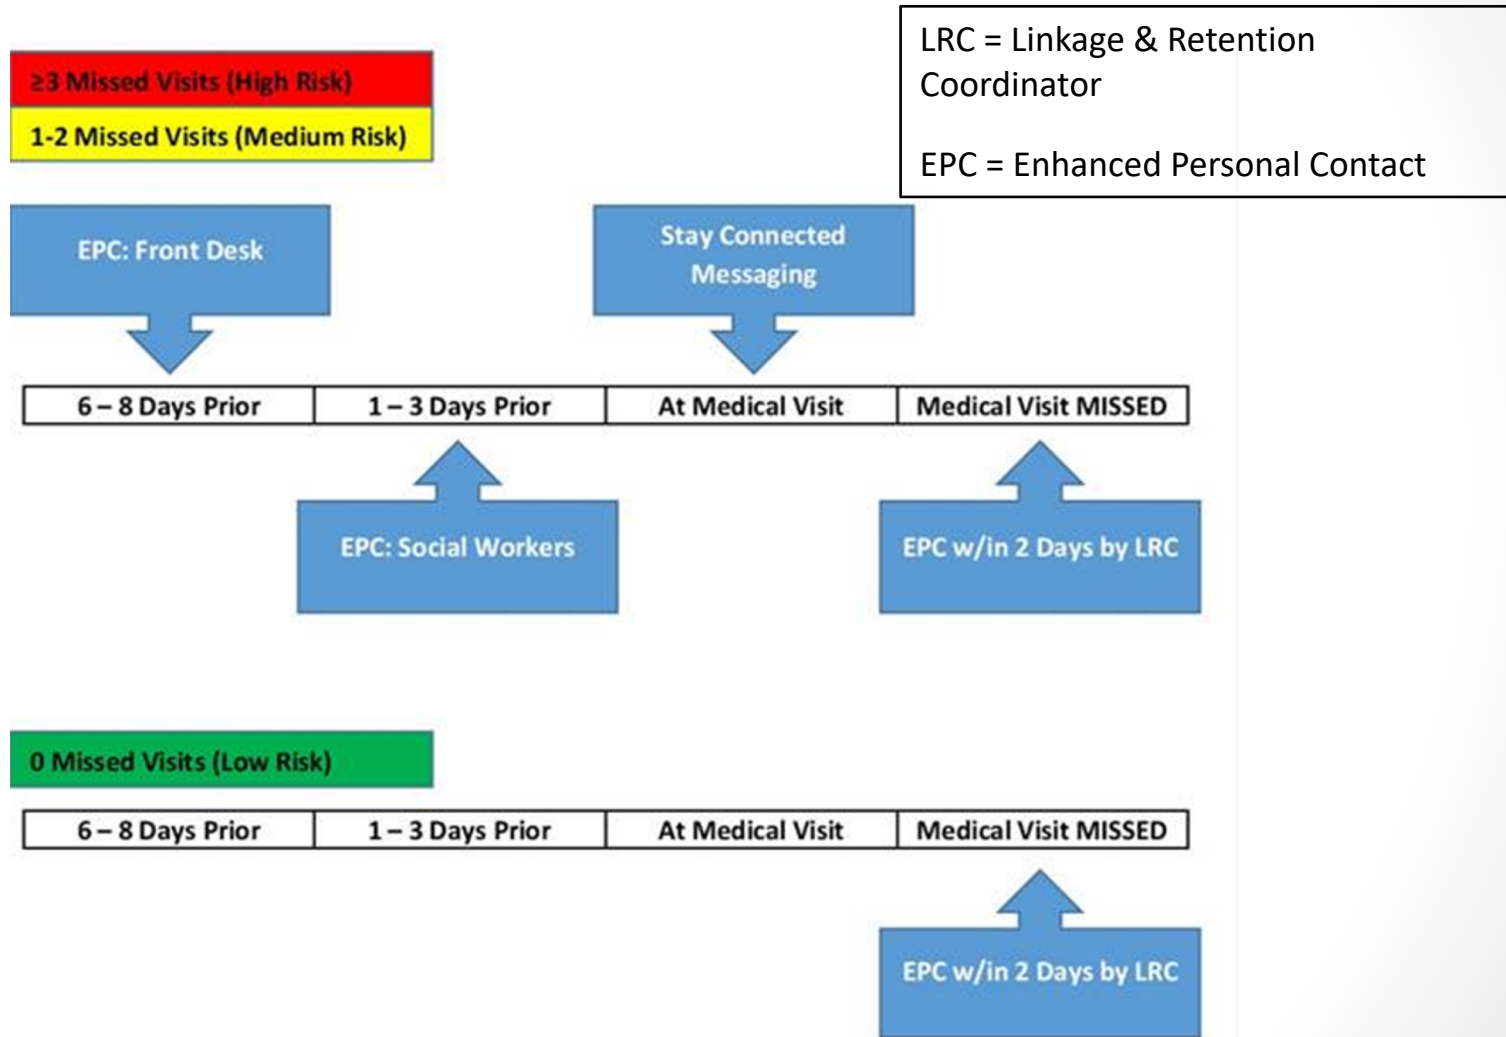 LRC = Linkage & Retention
Coordinator
EPC = Enhanced Personal Contact
≥3 Missed Visits (High Risk)
1-2 Missed Visits (Medium Risk)
EPC: Front Desk
Stay Connected
Messaging
6 – 8 Days Prior
1 – 3 Days Prior
At Medical Visit
Medical Visit MISSED
EPC: Social Workers
EPC w/in 2 Days by LRC
0 Missed Visits (Low Risk)
6 – 8 Days Prior
1 – 3 Days Prior
At Medical Visit
Medical Visit MISSED
EPC w/in 2 Days by LRC